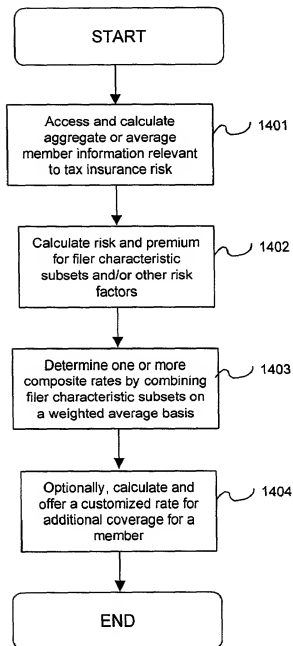 START
Access and calculate
aggregate or average
member information relevant
to tax insurance risk
1401
Calculate risk and premium
for filer characteristic
subsets and/or other risk
factors
1402
Determine one or more
composite rates by combining
filer characteristic subsets on
a weighted average basis
1403
Optionally, calculate and
offer a customized rate for
additional coverage for a
member
1404
END